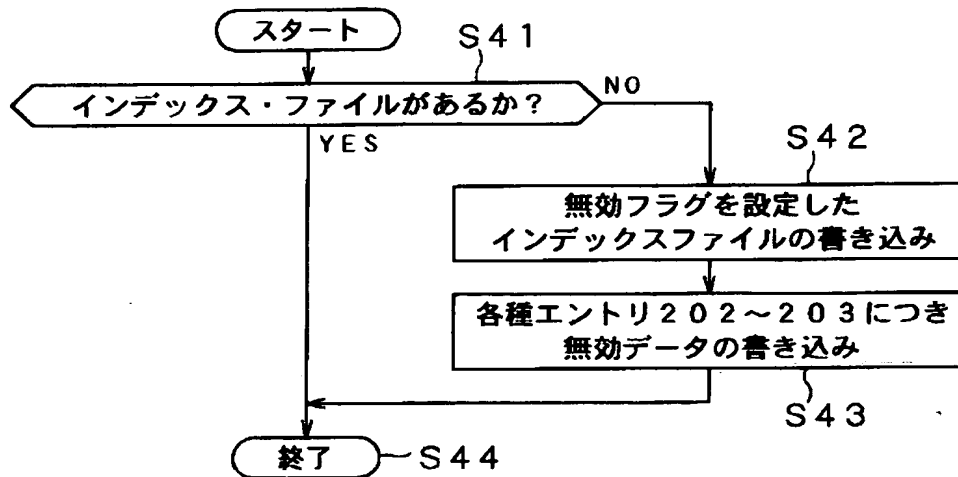 スタート
S41
インデックス・ファイルがあるか？
NO
YES
S42
無効フラグを設定した
インデックスファイルの書き込み
各種エントリ２０２～２０３につき
無効データの書き込み
S43
終了
S44